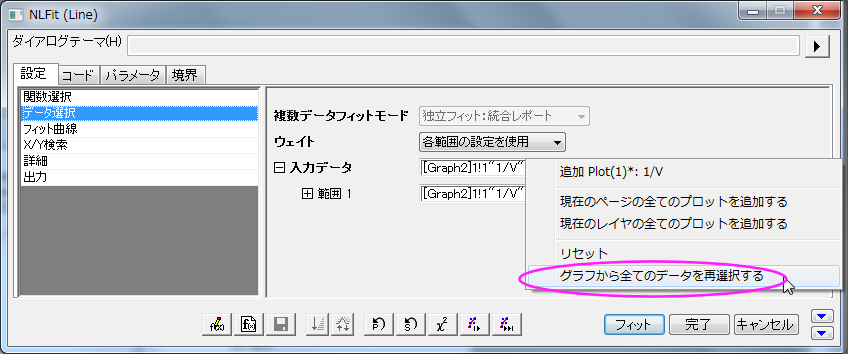 NLFit (Line)
ダイアログテーマ(H)
設定 コード パラメータ 境界
関数選択
データ選択
フィット曲線
X/Y検索
詳細
出力
複数データフィットモード 独立フィット:統合レポート
ウェイト 各範囲の設定を使用
入力データ [Graph2]1!1"1/V"
範囲 1 [Graph2]1!1"1/V"
追加 Plot(1)*: 1/V
現在のページの全てのプロットを追加する
現在のレイヤの全てのプロットを追加する
リセット
グラフから全てのデータを再選択する
フィット 完了 キャンセル